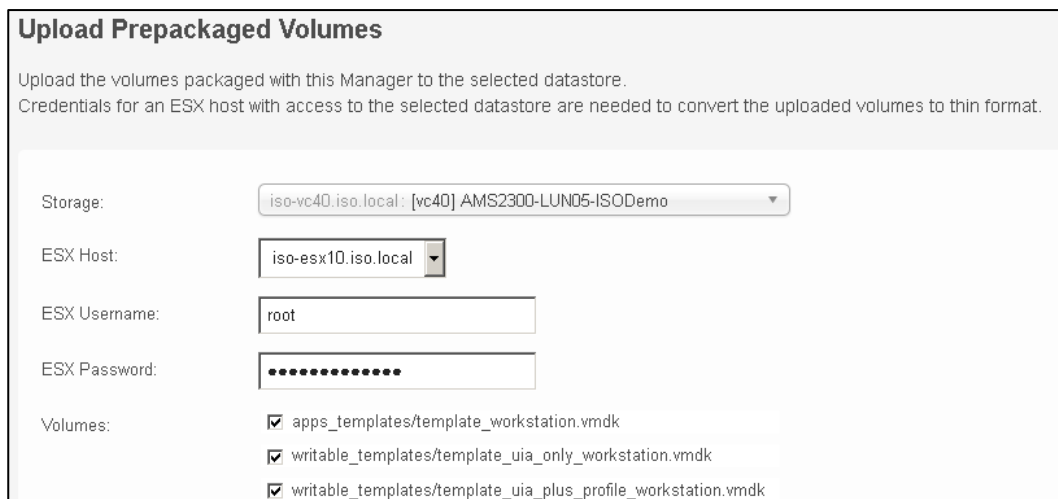 Upload Prepackaged Volumes
Upload the volumes packaged with this Manager to the selected datastore.
Credentials for an ESX host with access to the selected datastore are needed to convert the uploaded volumes to thin format.
Storage: iso-vc40.iso.local: [vc40] AMS2300-LUN05-ISODemo
ESX Host: iso-esx10.iso.local
ESX Username: root
ESX Password: •••••••••••••
Volumes: apps_templates/template_workstation.vmdk
writable_templates/template_uia_only_workstation.vmdk
writable_templates/template_uia_plus_profile_workstation.vmdk